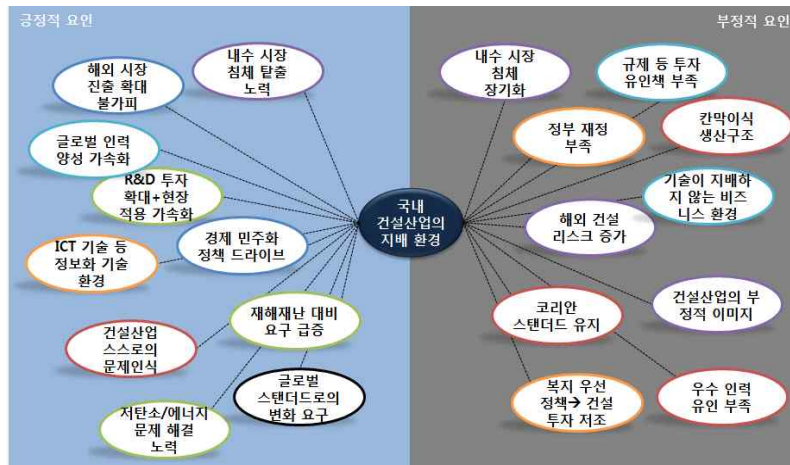 긍정적 요인
부정적 요인
해외 시장
진출 확대
불가피
내수 시장
침체 탈출
노력
글로벌 인력
양성 가속화
R&D 투자
확대+현장
적용 가속화
ICT 기술 등
정보화 기술
환경
경제 민주화
정책 드라이브
재해재난 대비
요구 급증
건설산업
스스로의
문제인식
글로벌
스탠더드로의
변화 요구
저탄소/에너지
문제 해결
노력
국내
건설산업의
지배 환경
내수 시장
침체
장기화
규제 등 투자
유인책 부족
정부 재정
부족
칸막이식
생산구조
기술이 지배하
지 않는 비즈
니스 환경
해외 건설
리스크 증가
건설산업의 부
정적 이미지
코리안
스탠더드 유지
복지 우선
정책→ 건설
투자 저조
우수 인력
유인 부족